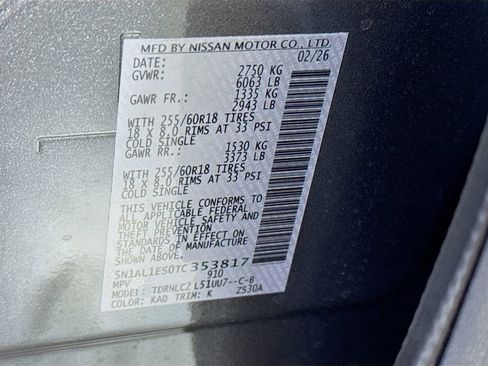 MFD BY NISSAN MOTOR CO., LTD.
DATE: 02/26
GVWR: 2750 KG
6063 LB
GAWR FR.: 1335 KG
2943 LB
WITH 255/60R18 TIRES
18 X 8.0 RIMS AT 33 PSI
COLD SINGLE
GAWR RR.: 1530 KG
3373 LB
WITH 255/60R18 TIRES
18 X 8.0 RIMS AT 33 PSI
COLD SINGLE
THIS VEHICLE CONFORMS TO
ALL APPLICABLE FEDERAL
MOTOR VEHICLE SAFETY AND
THEFT PREVENTION
STANDARDS IN EFFECT ON
THE DATE OF MANUFACTURE
SHOWN ABOVE.
5N1AL1ES0TC353817
MPV 910
MODEL: TDRNLC2 L51UU7--C-B
COLOR: KAD TRIM: K ZS30A